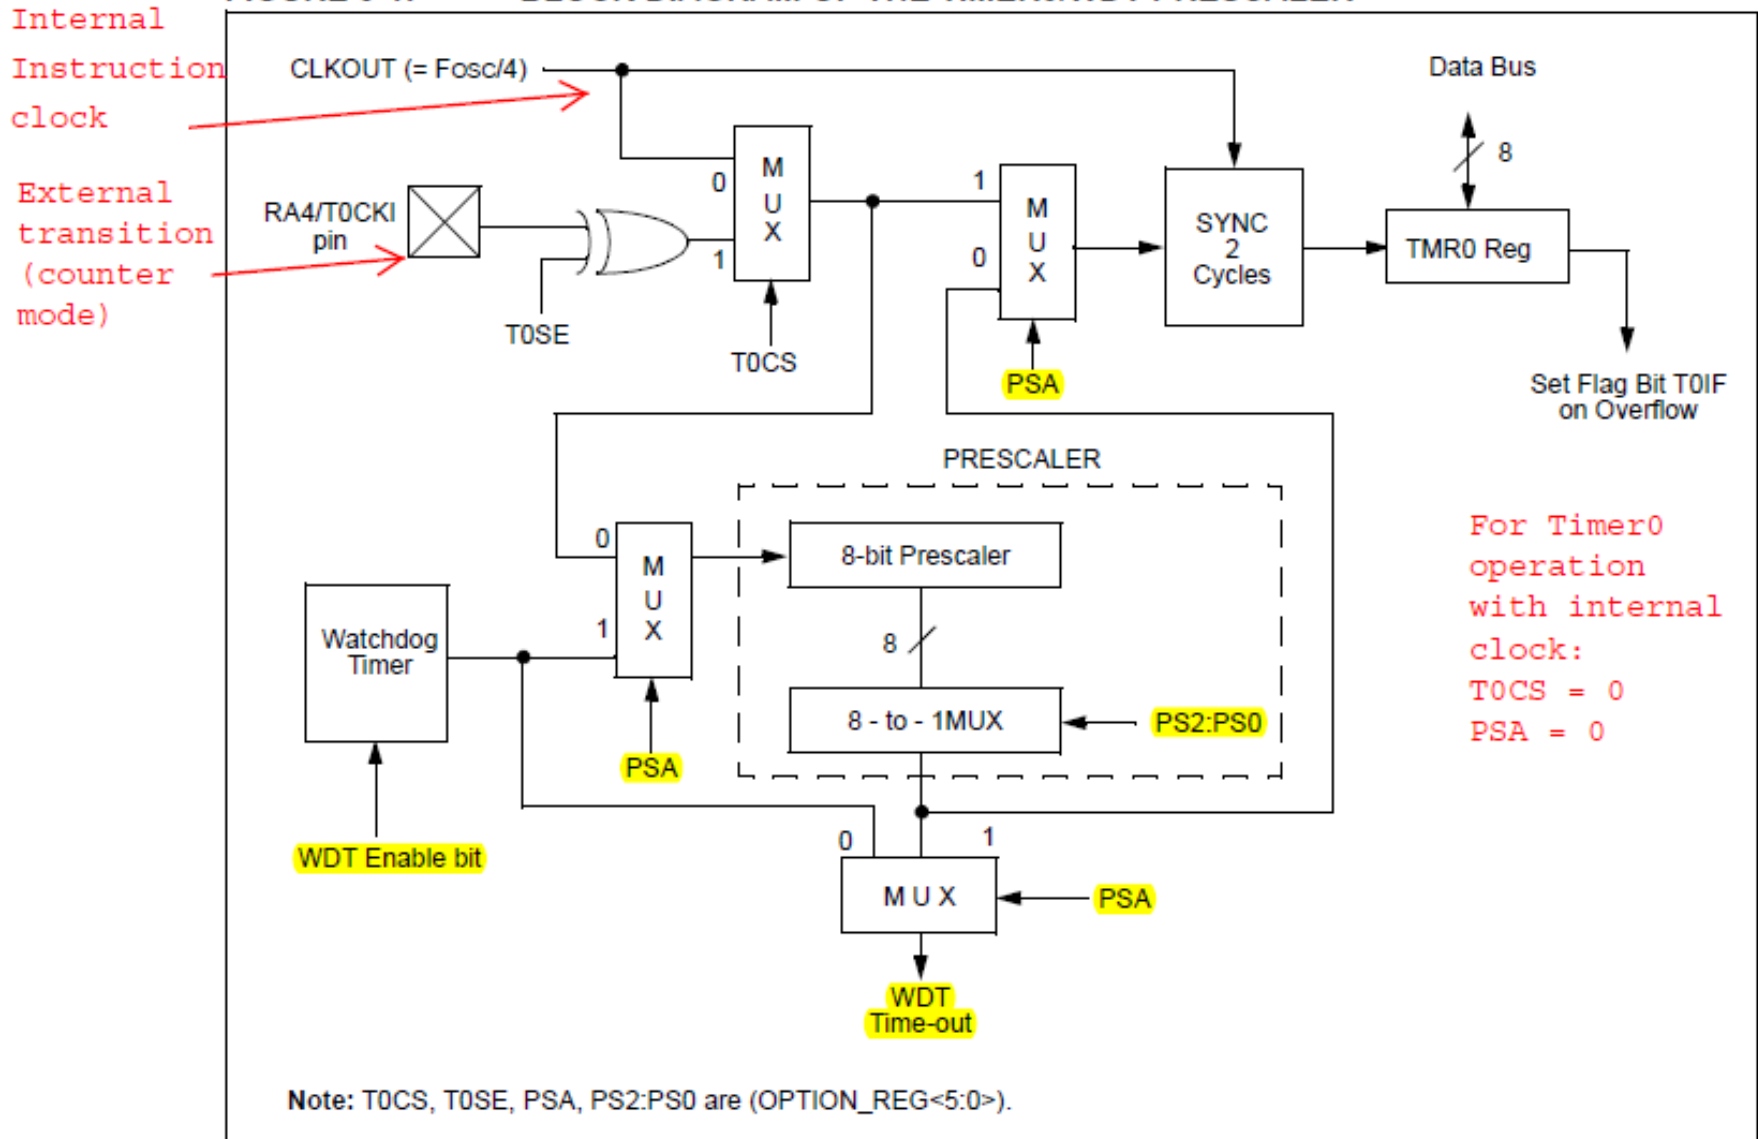 Internal
Instruction
clock
CLKOUT (= Fosc/4)
Data Bus
8
M
U
X
0
1
External
transition
(counter
mode)
RA4/T0CKI
pin
T0SE
T0CS
1
0
M
U
X
PSA
SYNC
2
Cycles
TMR0 Reg
Set Flag Bit T0IF
on Overflow
PRESCALER
0
1
M
U
X
8-bit Prescaler
8
8 - to - 1MUX
PS2:PS0
Watchdog
Timer
PSA
WDT Enable bit
0
1
M U X
PSA
WDT
Time-out
For Timer0
operation
with internal
clock:
T0CS = 0
PSA = 0
Note: T0CS, T0SE, PSA, PS2:PS0 are (OPTION_REG<5:0>).